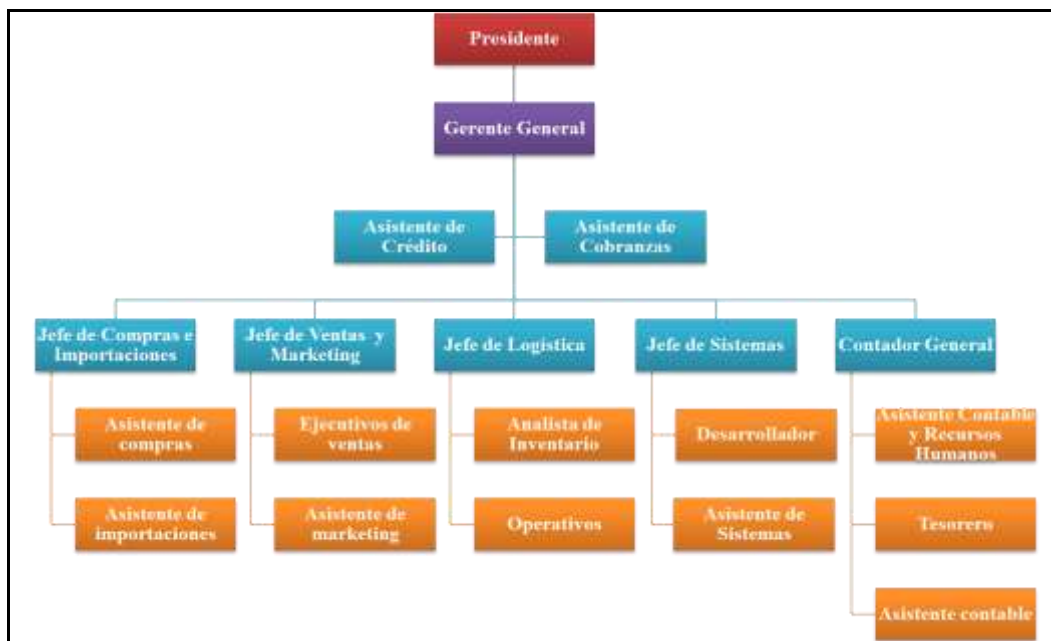 Presidente
Gerente General
Asistente de
Crédito
Asistente de
Cobranzas
Jefe de Compras e
Importaciones
Jefe de Ventas y
Marketing
Jefe de Logística
Jefe de Sistemas
Contador General
Asistente de
compras
Ejecutivos de
ventas
Analista de
Inventario
Desarrollador
Asistente Contable
y Recursos
Humanos
Asistente de
importaciones
Asistente de
marketing
Operativos
Asistente de
Sistemas
Tesorero
Asistente contable